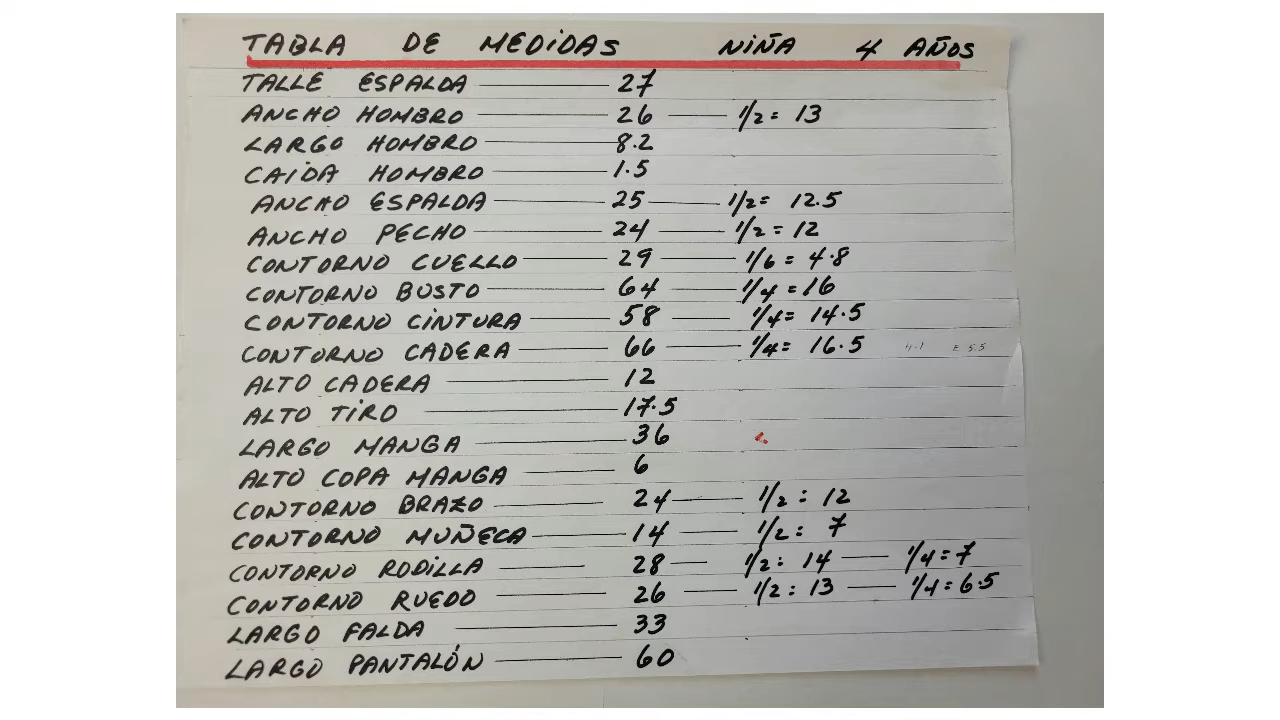 TABLA DE MEDIDAS NIÑA 4 AÑOS
TALLE ESPALDA 27
ANCHO HOMBRO 26 1/2= 13
LARGO HOMBRO 8.2
CAIDA HOMBRO 1.5
ANCHO ESPALDA 25 1/2= 12.5
ANCHO PECHO 24 1/2=12
CONTORNO CUELLO 29 1/6= 4.8
CONTORNO BUSTO 64 1/4=16
CONTORNO CINTURA 58 1/4= 14.5
CONTORNO CADERA 66 1/4= 16.5
ALTO CADERA 12
ALTO TIRO 17.5
LARGO MANGA 36
ALTO COPA MANGA 6
CONTORNO BRAZO 24 1/2: 12
CONTORNO MUÑECA 14 1/2: 7
CONTORNO RODILLA 28 1/2: 14 1/4=7
CONTORNO RUEDO 26 1/2: 13 1/4=6.5
LARGO FALDA 33
LARGO PANTALÓN 60